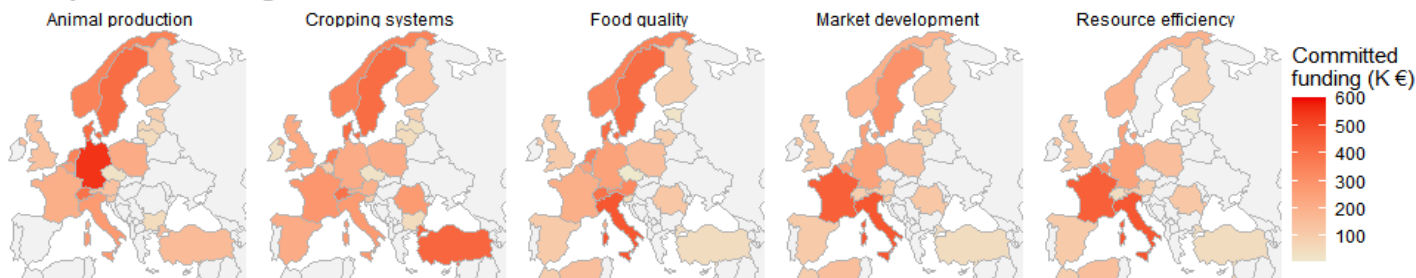 Animal production
Cropping systems
Food quality
Market development
Resource efficiency
Committed
funding (K €)
600
500
400
300
200
100